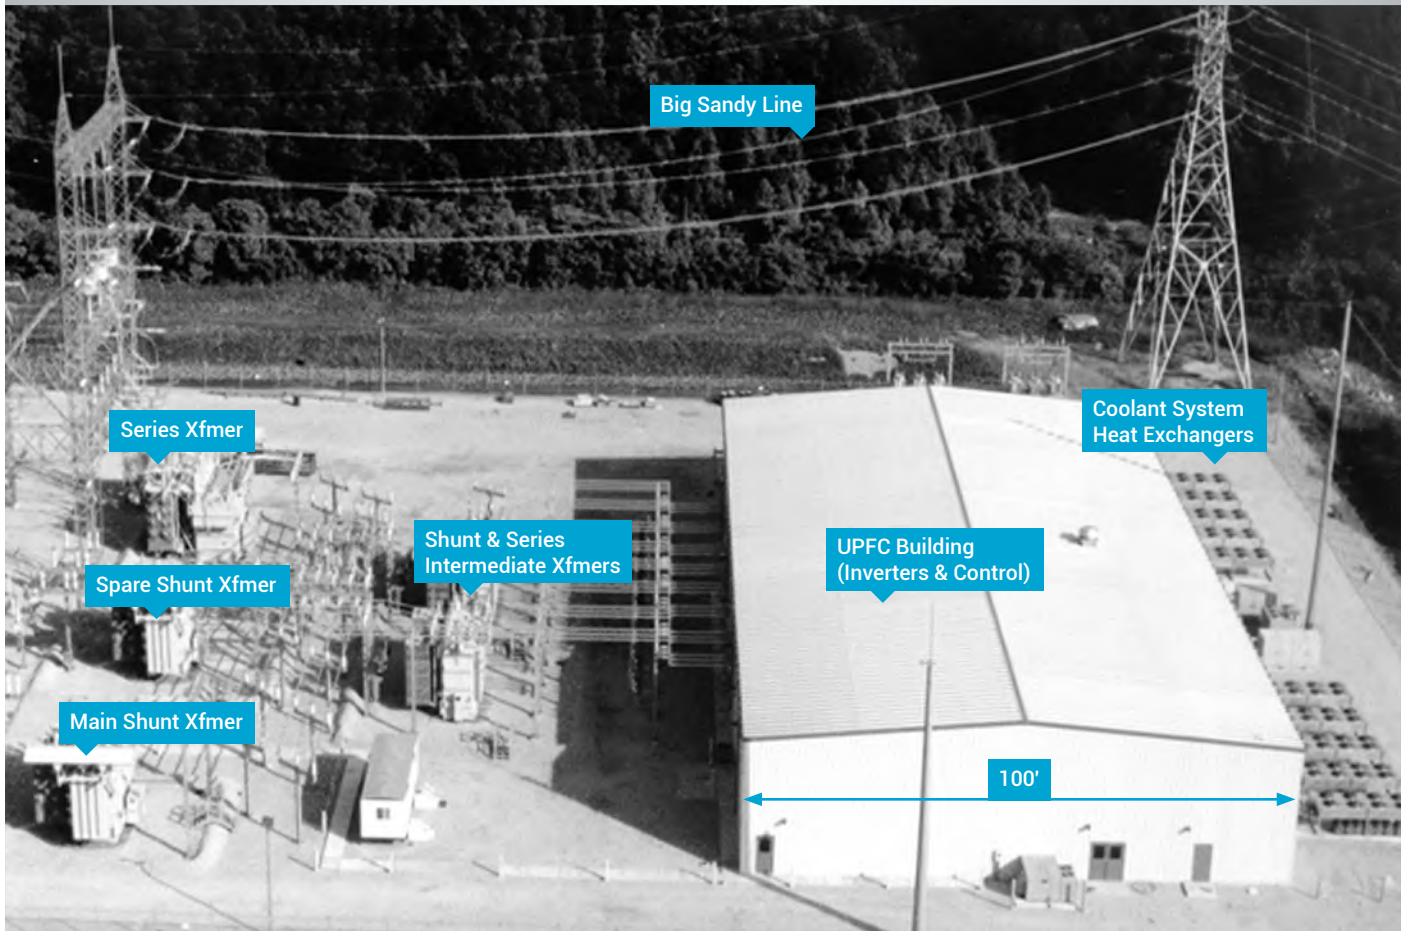 Big Sandy Line
Coolant System
Heat Exchangers
Series Xfmer
Shunt & Series
Intermediate Xfmers
UPFC Building
(Inverters & Control)
Spare Shunt Xfmer
Main Shunt Xfmer
100'